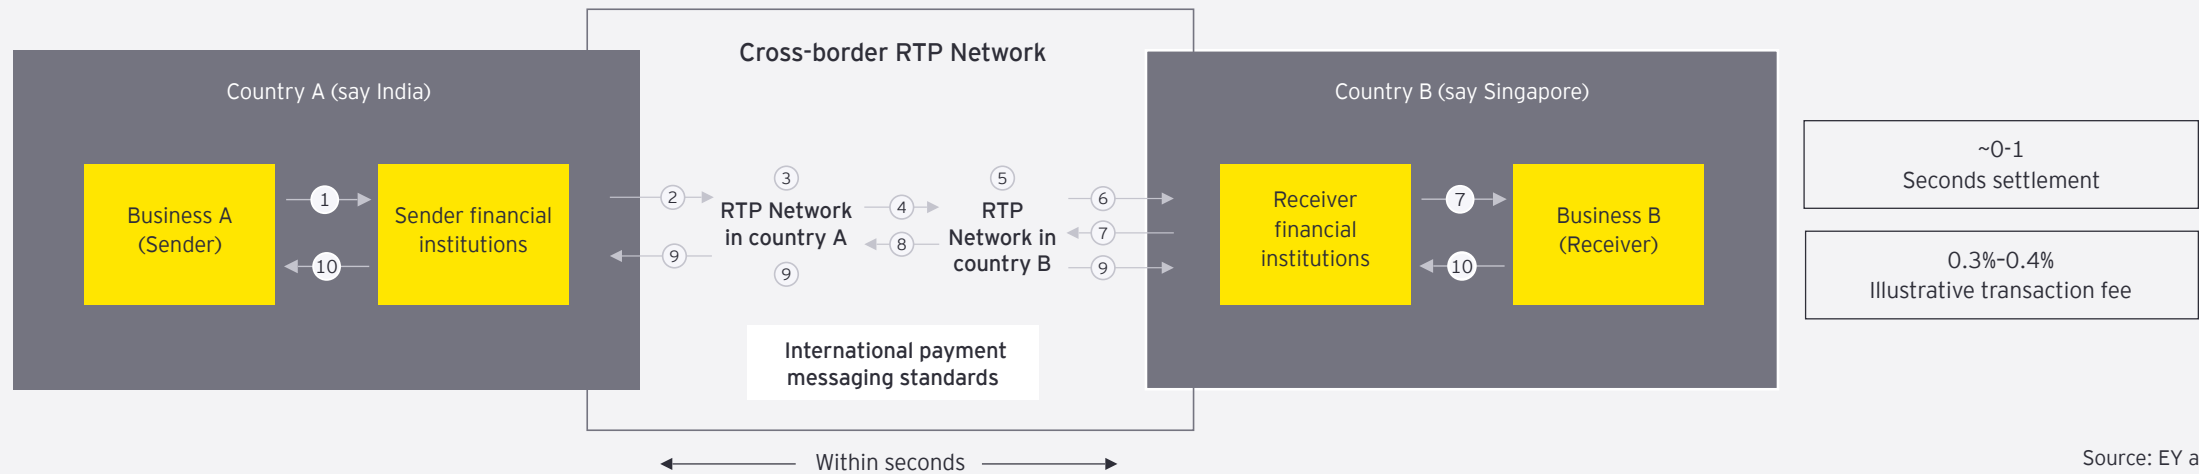 Cross-border RTP Network
Country A (say India)
Country B (say Singapore)
Business A
(Sender)
1
10
Sender financial
institutions
2
9
3
RTP Network
in country A
9
4
8
5
RTP
Network in
country B
6
7
9
Receiver
financial
institutions
7
10
Business B
(Receiver)
~0-1
Seconds settlement
0.3%-0.4%
Illustrative transaction fee
International payment
messaging standards
Within seconds
Source: EY a